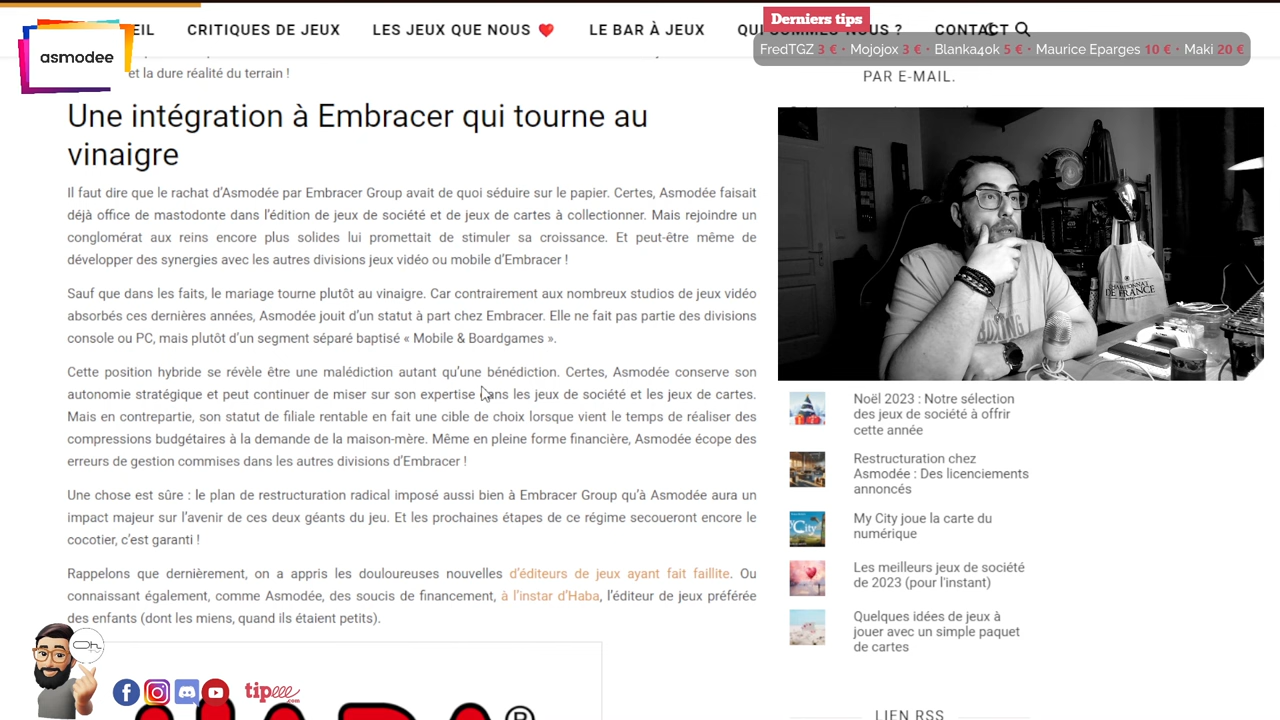 EIL
CRITIQUES DE JEUX
LES JEUX QUE NOUS ❤
LE BAR À JEUX
NOUS ?
CONTACT
Derniers tips
FredTGZ 3 € · Mojojox 3 € · Blanka40k 5 € · Maurice Eparges 10 € · Maki 20 €
asmodee
et la dure réalité du terrain !
PAR E-MAIL.
Une intégration à Embracer qui tourne au
vinaigre
Il faut dire que le rachat d’Asmodée par Embracer Group avait de quoi séduire sur le papier. Certes, Asmodée faisait
déjà office de mastodonte dans l’édition de jeux de société et de jeux de cartes à collectionner. Mais rejoindre un
conglomérat aux reins encore plus solides lui promettait de stimuler sa croissance. Et peut-être même de
développer des synergies avec les autres divisions jeux vidéo ou mobile d’Embracer !
Sauf que dans les faits, le mariage tourne plutôt au vinaigre. Car contrairement aux nombreux studios de jeux vidéo
absorbés ces dernières années, Asmodée jouit d’un statut à part chez Embracer. Elle ne fait pas partie des divisions
console ou PC, mais plutôt d’un segment séparé baptisé « Mobile & Boardgames ».
Cette position hybride se révèle être une malédiction autant qu’une bénédiction. Certes, Asmodée conserve son
autonomie stratégique et peut continuer de miser sur son expertise dans les jeux de société et les jeux de cartes.
Mais en contrepartie, son statut de filiale rentable en fait une cible de choix lorsque vient le temps de réaliser des
compressions budgétaires à la demande de la maison-mère. Même en pleine forme financière, Asmodée écope des
erreurs de gestion commises dans les autres divisions d’Embracer !
Une chose est sûre : le plan de restructuration radical imposé aussi bien à Embracer Group qu’à Asmodée aura un
impact majeur sur l’avenir de ces deux géants du jeu. Et les prochaines étapes de ce régime secoueront encore le
cocotier, c’est garanti !
Rappelons que dernièrement, on a appris les douloureuses nouvelles d’éditeurs de jeux ayant fait faillite. Ou
connaissant également, comme Asmodée, des soucis de financement, à l’instar d’Haba, l’éditeur de jeux préférée
des enfants (dont les miens, quand ils étaient petits).
DE FRANCE
BOXING
Noël 2023 : Notre sélection
des jeux de société à offrir
cette année
Restructuration chez
Asmodée : Des licenciements
annoncés
My City joue la carte du
numérique
Les meilleurs jeux de société
de 2023 (pour l'instant)
Quelques idées de jeux à
jouer avec un simple paquet
de cartes
LIEN RSS
tipeee
.com
HABA®